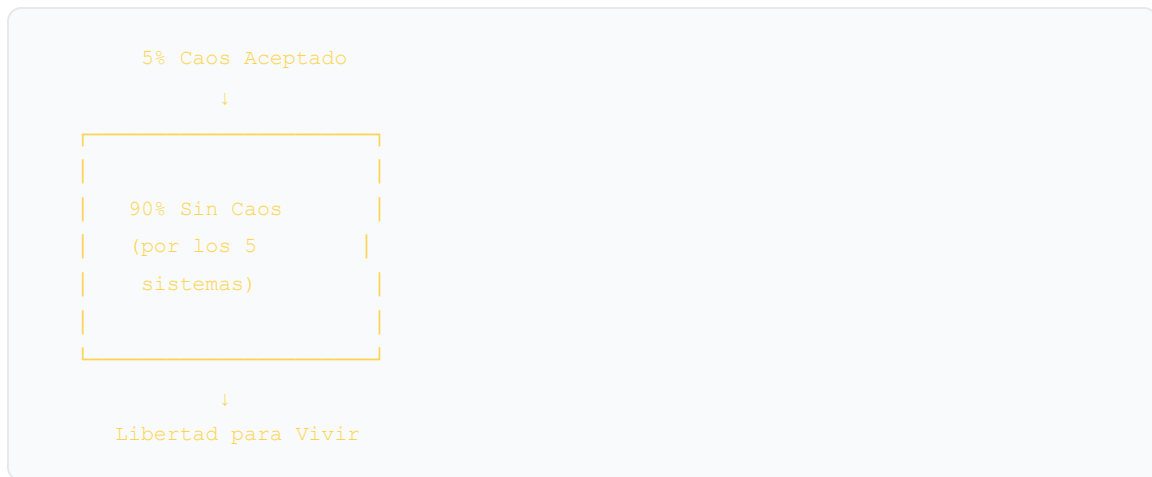 5% Caos Aceptado
↓
90% Sin Caos
(por los 5
sistemas)
↓
Libertad para Vivir